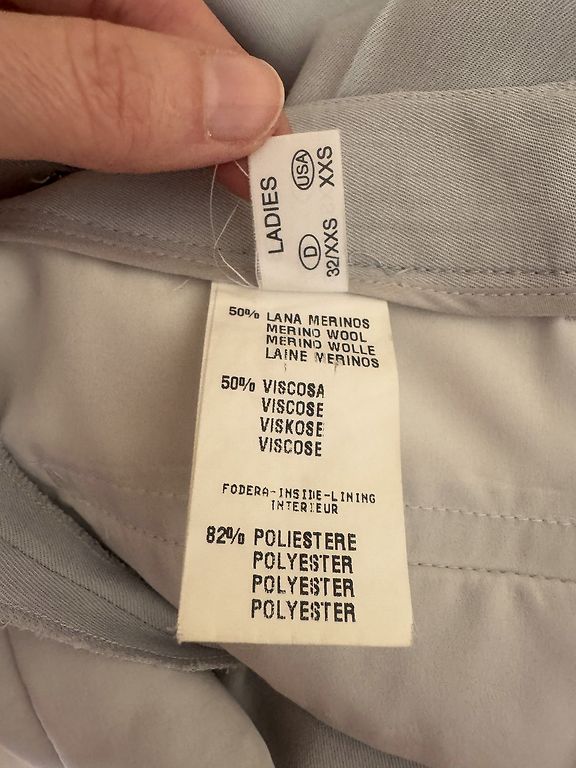 LADIES
USA XXS
D 32/XXS
50% LANA MERINOS
MERINO WOOL
MERINO WOLLE
LAINE MERINOS
50% VISCOSA
VISCOSE
VISKOSE
VISCOSE
FODERA-INSIDE-LINING
INTERIEUR
82% POLIESTERE
POLYESTER
POLYESTER
POLYESTER